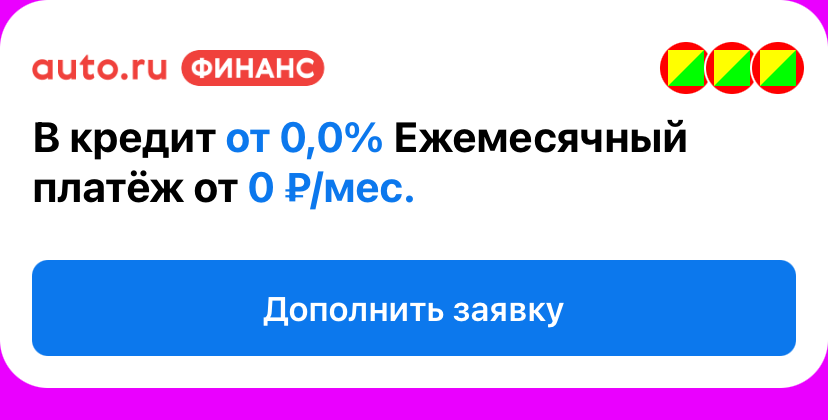 auto.ru ФИНАНС
В кредит от 0,0% Ежемесячный
платёж от 0 ₽/мес.
Дополнить заявку